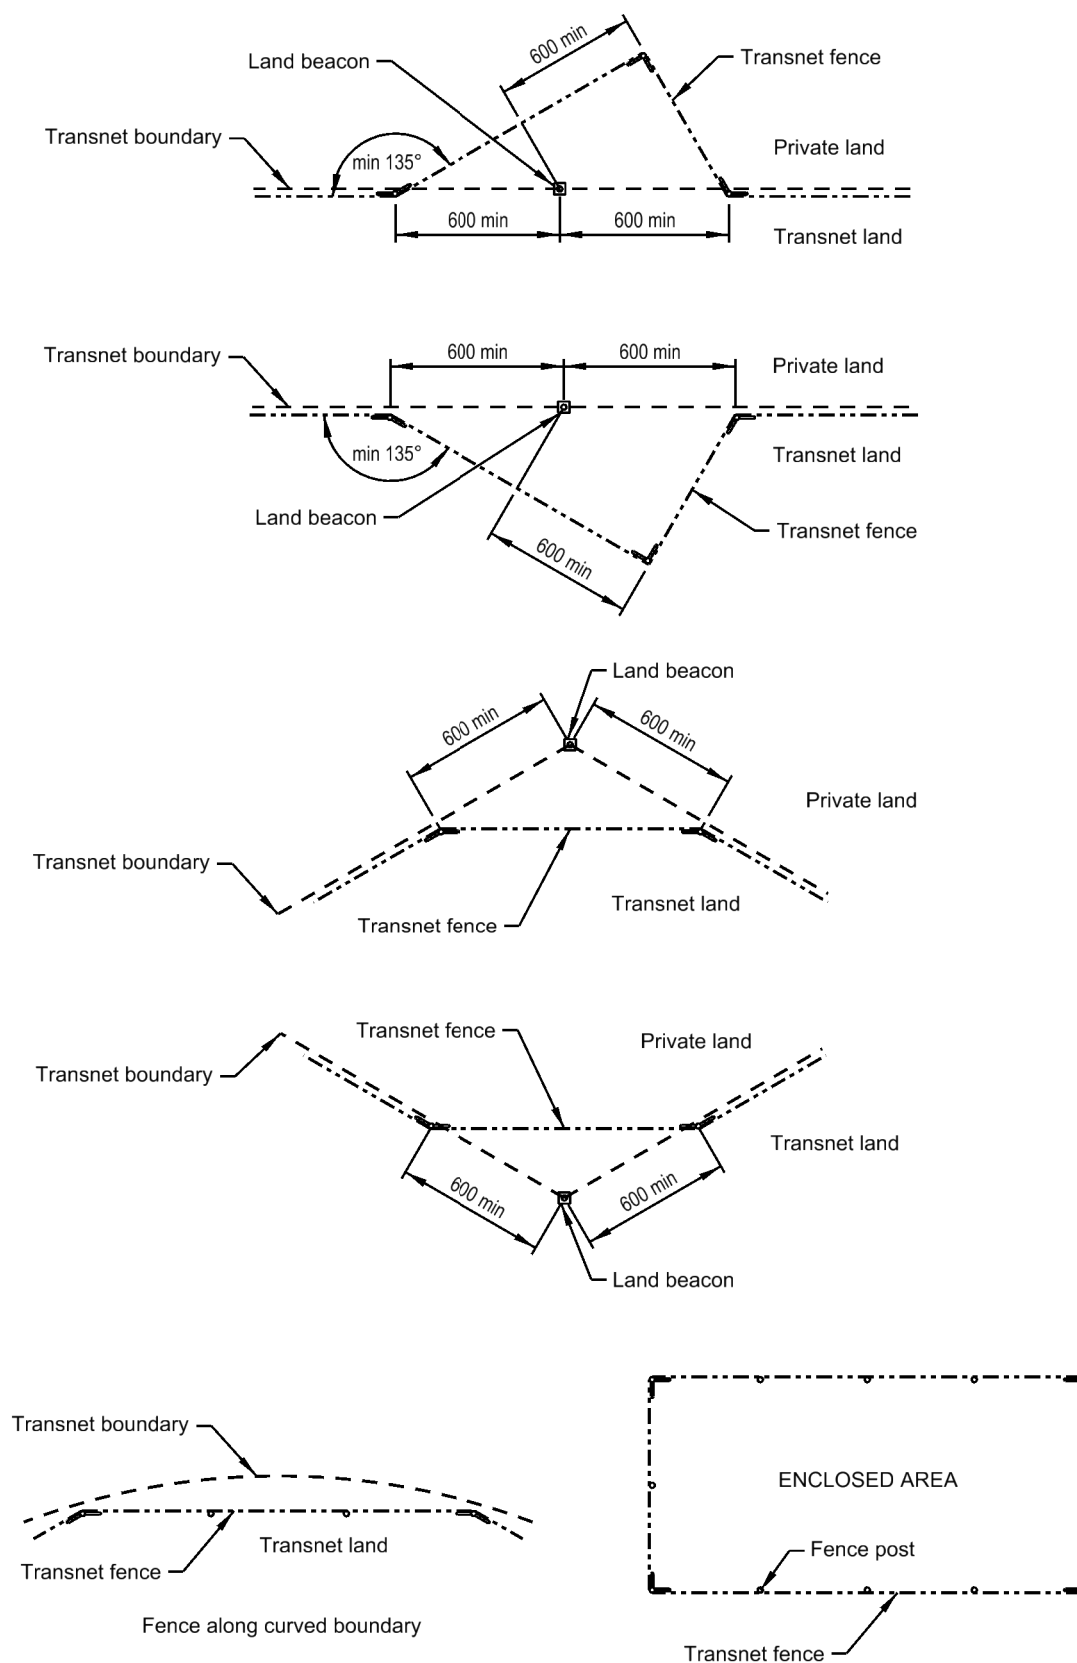 600 min
Land beacon
Transnet fence
Transnet boundary
min 135°
Private land
600 min
600 min
Transnet land
Transnet boundary
600 min
600 min
Private land
min 135°
Transnet land
Land beacon
Transnet fence
600 min
Land beacon
600 min
600 min
Private land
Transnet boundary
Transnet land
Transnet fence
Transnet fence
Private land
Transnet boundary
Transnet land
600 min
600 min
Land beacon
Transnet boundary
ENCLOSED AREA
Transnet land
Fence post
Transnet fence
Fence along curved boundary
Transnet fence